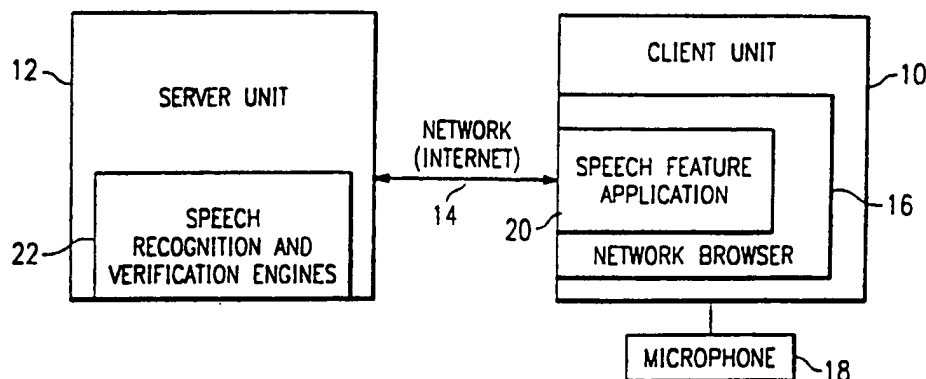 12
SERVER UNIT
22
SPEECH
RECOGNITION AND
VERIFICATION ENGINES
NETWORK
(INTERNET)
14
CLIENT UNIT
10
SPEECH FEATURE
APPLICATION
20
16
NETWORK BROWSER
MICROPHONE
18